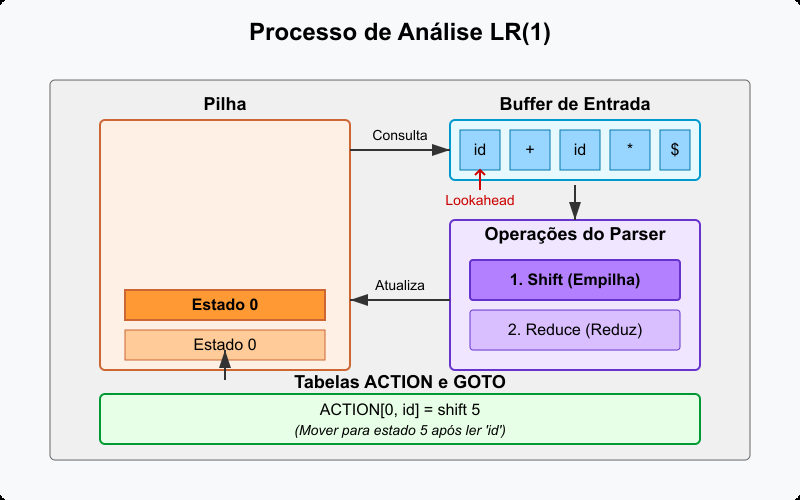 Processo de Análise LR(1)
Pilha
Buffer de Entrada
Consulta
id
+
id
*
$
Lookahead
Operações do Parser
1. Shift (Empilha)
Atualiza
Estado 0
2. Reduce (Reduz)
Estado 0
Tabelas ACTION e GOTO
ACTION[0, id] = shift 5
(Mover para estado 5 após ler 'id')